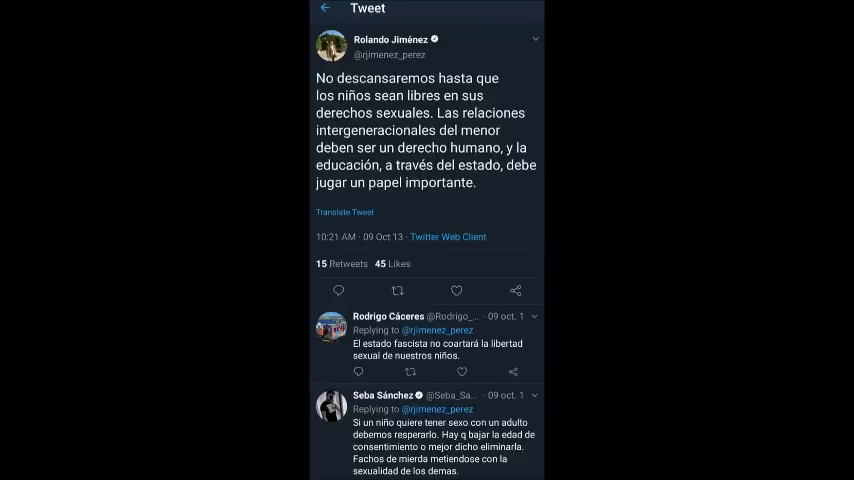 Tweet
Rolando Jiménez
@rjimenez_perez
No descansaremos hasta que
los niños sean libres en sus
derechos sexuales. Las relaciones
intergeneracionales del menor
deben ser un derecho humano, y la
educación, a través del estado, debe
jugar un papel importante.
Translate Tweet
10:21 AM · 09 Oct 13 · Twitter Web Client
15 Retweets 45 Likes
Rodrigo Cáceres @Rodrigo_... · 09 oct. 1
Replying to @rjimenez_perez
El estado fascista no coartará la libertad
sexual de nuestros niños.
Seba Sánchez @Seba_Sa... · 09 oct. 1
Replying to @rjimenez_perez
Si un niño quiere tener sexo con un adulto
debemos resperarlo. Hay q bajar la edad de
consentimiento o mejor dicho eliminarla.
Fachos de mierda metiendose con la
sexualidad de los demas.